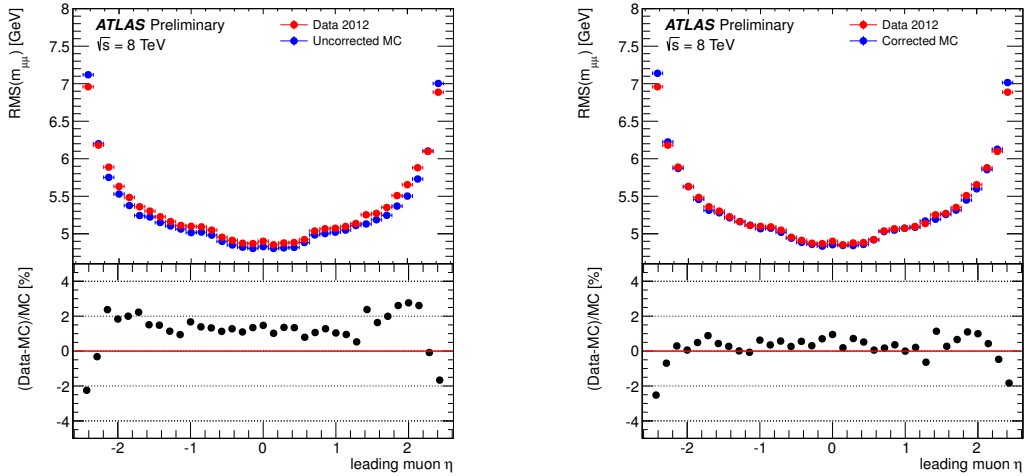 RMS(mμμ) [GeV]
8
7.5
7
6.5
6
5.5
5
ATLAS Preliminary
√s = 8 TeV
Data 2012
Uncorrected MC
(Data-MC)/MC [%]
4
2
0
-2
-4
-2
-1
0
1
2
leading muon η
RMS(mμμ) [GeV]
8
7.5
7
6.5
6
5.5
5
ATLAS Preliminary
√s = 8 TeV
Data 2012
Corrected MC
(Data-MC)/MC [%]
4
2
0
-2
-4
-2
-1
0
1
2
leading muon η